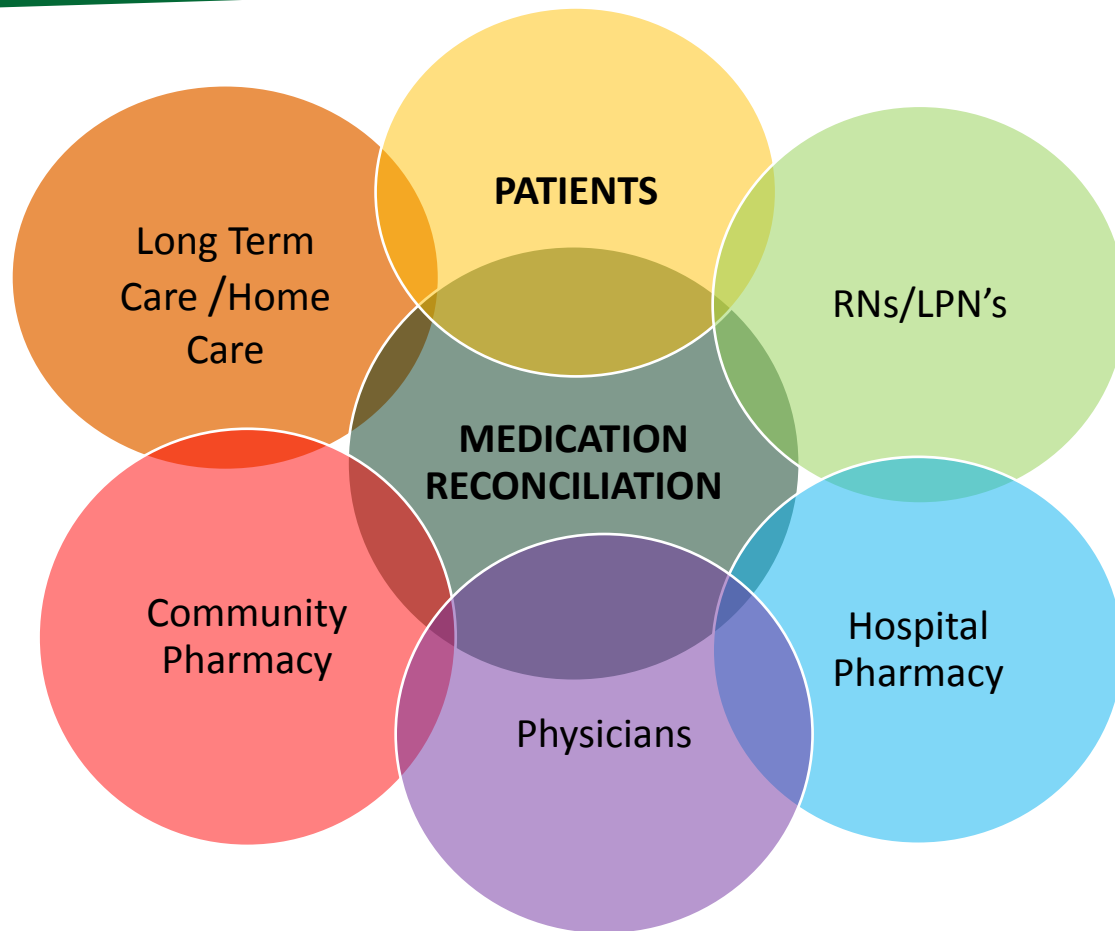 PATIENTS
Long Term
Care /Home
Care
RNs/LPN’s
MEDICATION
RECONCILIATION
Community
Pharmacy
Hospital
Pharmacy
Physicians